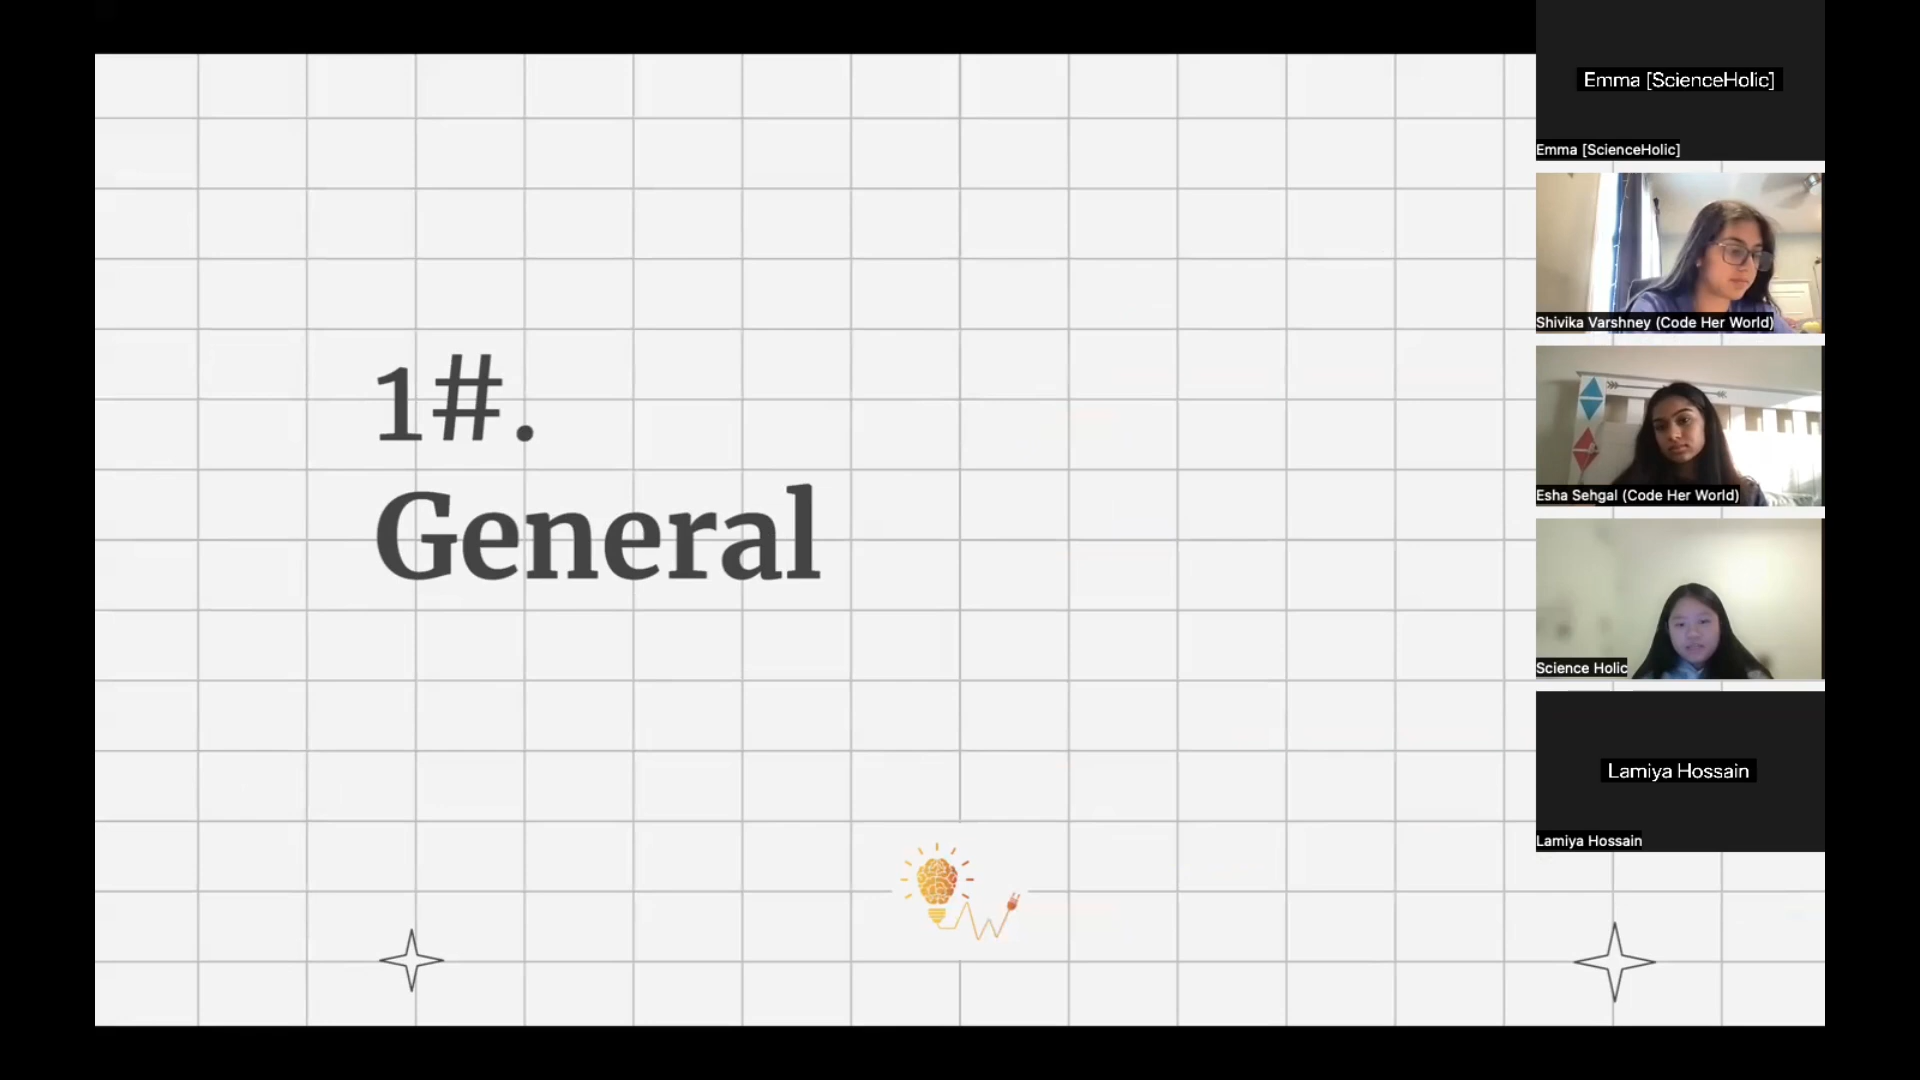 1#.
General
Emma [ScienceHolic]
Emma [ScienceHolic]
Shivika Varshney (Code Her World)
Esha Sehgal (Code Her World)
Science Holic
Lamiya Hossain
Lamiya Hossain